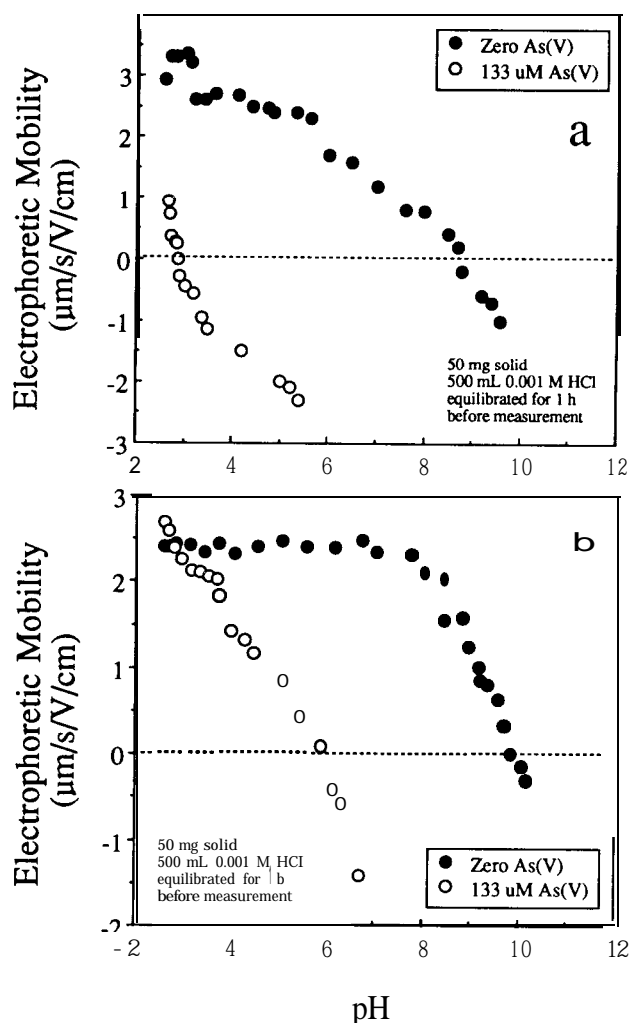 Zero As(V)
133 uM As(V)
a
3
2
1
0
-1
-2
-3
Electrophoretic Mobility
(µm/s/V/cm)
50 mg solid
500 mL 0.001 M HCl
equilibrated for 1 h
before measurement
2 4 6 8 10 12
b
3
2
1
0
-1
-2
Electrophoretic Mobility
(µm/s/V/cm)
50 mg solid
500 mL 0.001 M HCI
equilibrated for 1 b
before measurement
Zero As(V)
133 uM As(V)
2 4 6 8 10 12
pH